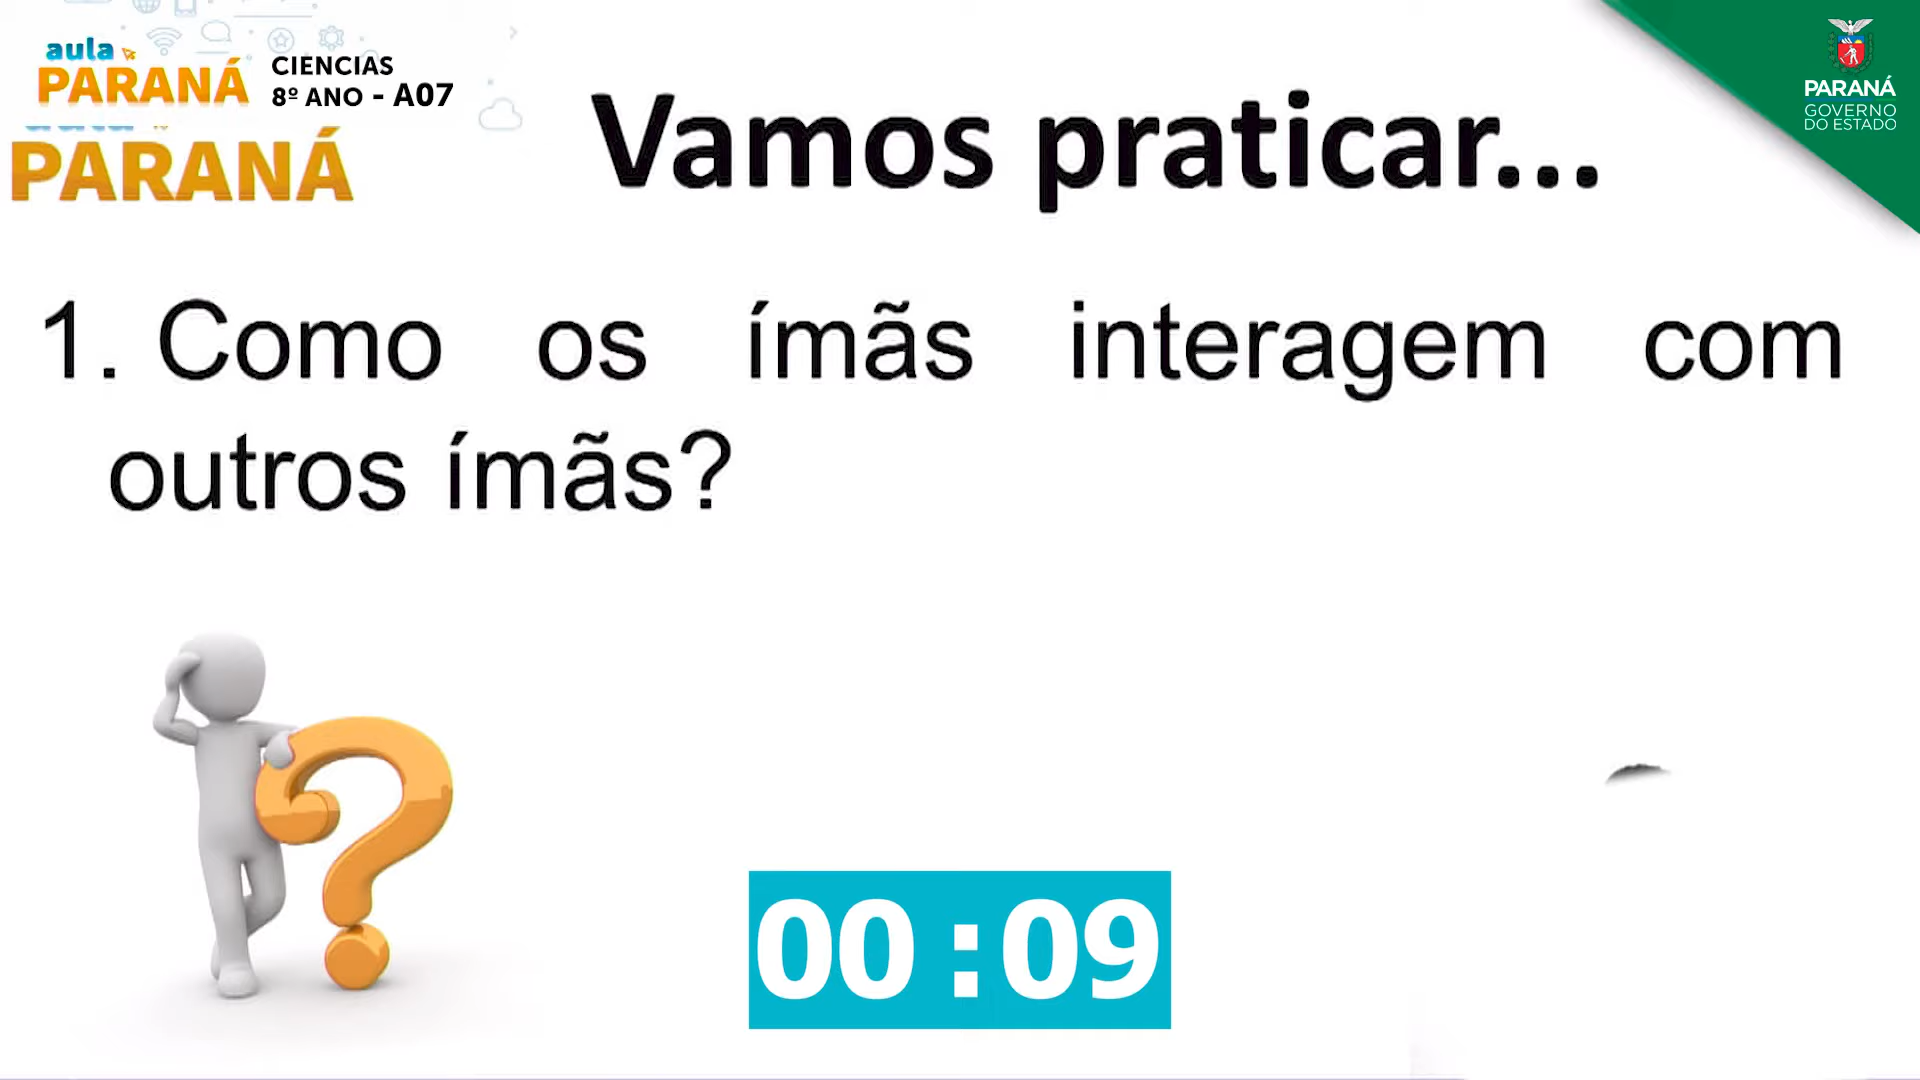 aula
PARANÁ
CIÊNCIAS
8º ANO - A07
PARANÁ
Vamos praticar...
PARANÁ
GOVERNO
DO ESTADO
1. Como os ímãs interagem com
outros ímãs?
00:09